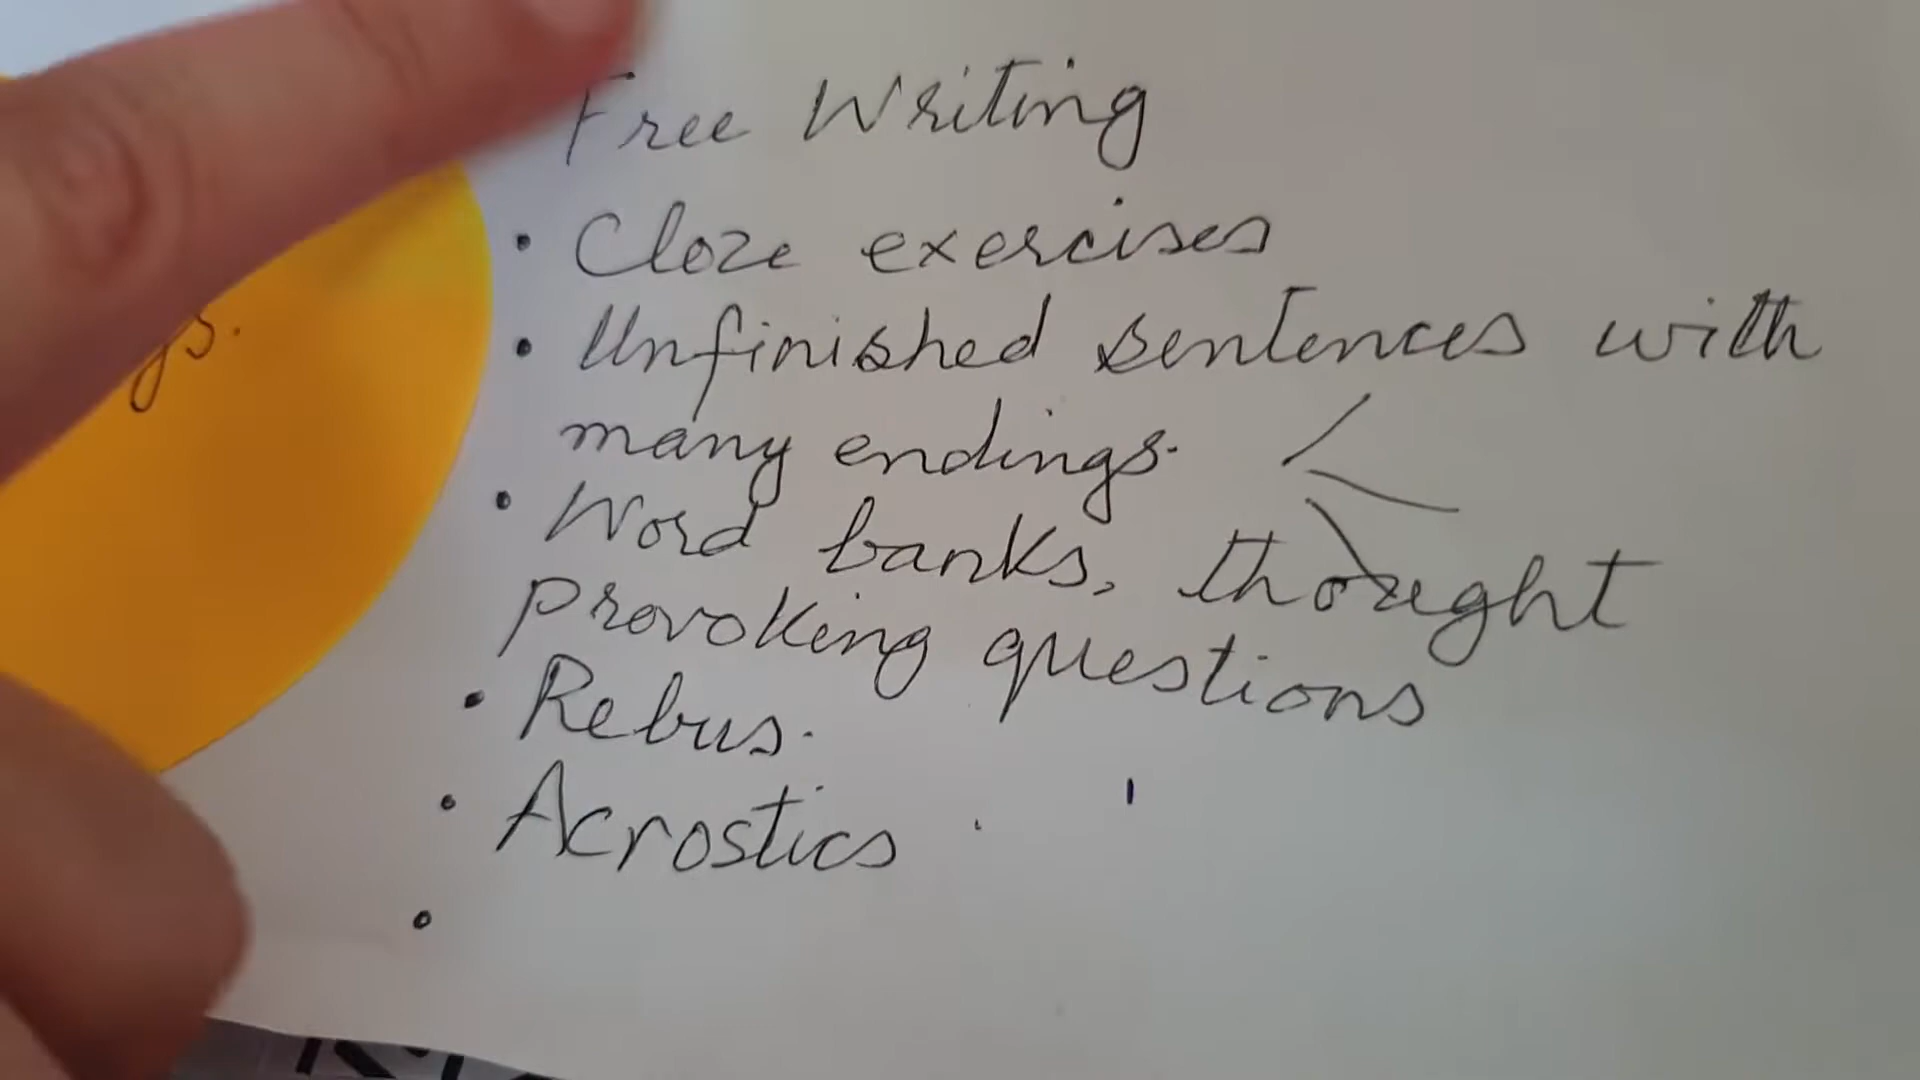 Free Writing
• Cloze exercises
• Unfinished sentences with
many endings.
• Word banks, thought
provoking questions
• Rebus.
• Acrostics
•